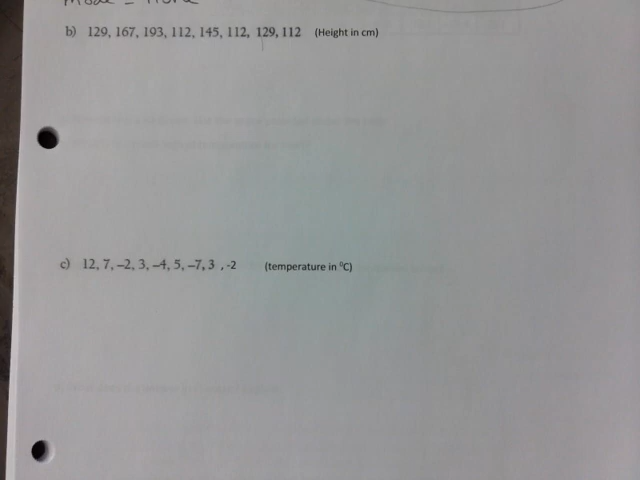 b) 129, 167, 193, 112, 145, 112, 129, 112 (Height in cm)
c) 12, 7, –2, 3, –4, 5, –7, 3 , -2 (temperature in ⁰C)